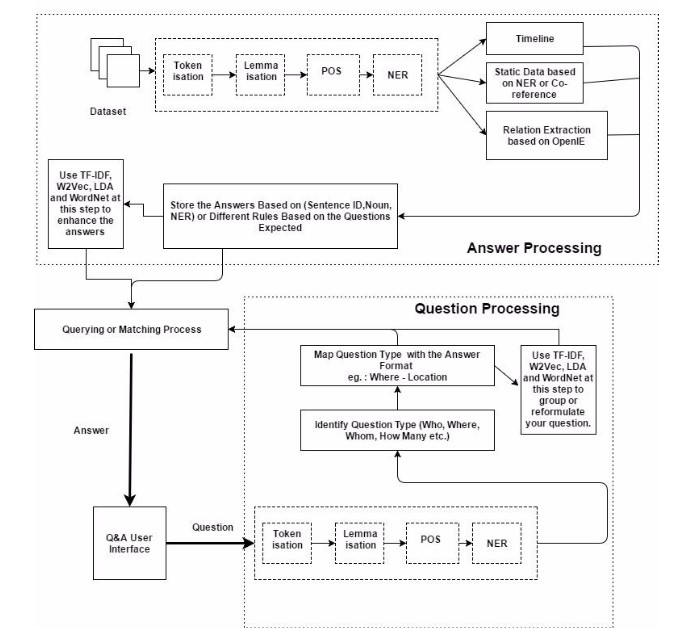 Timeline
Token
isation
Lemma
isation
POS
NER
Static Data based
on NER or Co-
reference
Dataset
Relation Extraction
based on OpenIE
Use TF-IDF,
W2Vec, LDA
and WordNet at
this step to
enhance the
answers
Store the Answers Based on (Sentence ID,Noun,
NER) or Different Rules Based on the Questions
Expected
Answer Processing
Question Processing
Querying or Matching Process
Map Question Type with the Answer
Format
eg. : Where - Location
Use TF-IDF,
W2Vec, LDA
and WordNet at
this step to
group or
reformulate
your question.
Identify Question Type (Who, Where,
Whom, How Many etc.)
Answer
Q&A User
Interface
Question
Token
isation
Lemma
isation
POS
NER